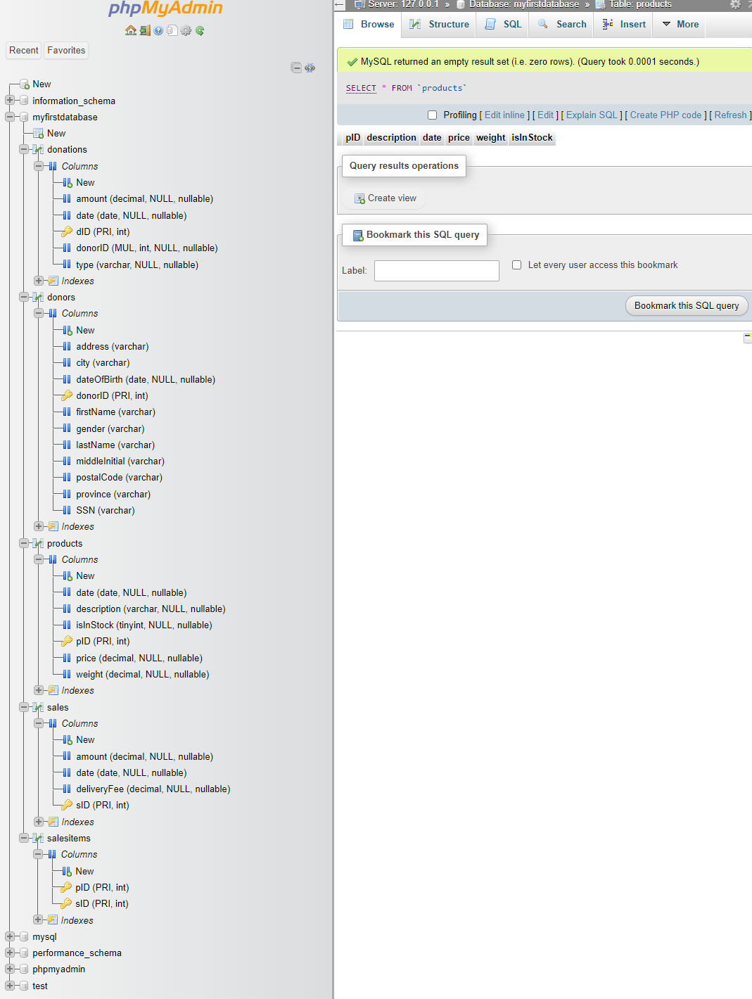 phpMyAdmin
Recent Favorites
New
information_schema
myfirstdatabase
New
donations
Columns
New
amount (decimal, NULL, nullable)
date (date, NULL, nullable)
dID (PRI, int)
donorID (MUL, int, NULL, nullable)
type (varchar, NULL, nullable)
Indexes
donors
Columns
New
address (varchar)
city (varchar)
dateOfBirth (date, NULL, nullable)
donorID (PRI, int)
firstName (varchar)
gender (varchar)
lastName (varchar)
middleInitial (varchar)
postalCode (varchar)
province (varchar)
SSN (varchar)
Indexes
products
Columns
New
date (date, NULL, nullable)
description (varchar, NULL, nullable)
isInStock (tinyint, NULL, nullable)
pID (PRI, int)
price (decimal, NULL, nullable)
weight (decimal, NULL, nullable)
Indexes
sales
Columns
New
amount (decimal, NULL, nullable)
date (date, NULL, nullable)
deliveryFee (decimal, NULL, nullable)
sID (PRI, int)
Indexes
salesitems
Columns
New
pID (PRI, int)
sID (PRI, int)
Indexes
mysql
performance_schema
phpmyadmin
test
Server: 127.0.0.1 » Database: myfirstdatabase » Table: products
Browse Structure SQL Search Insert More
MySQL returned an empty result set (i.e. zero rows). (Query took 0.0001 seconds.)
SELECT * FROM `products`
Profiling [ Edit inline ] [ Edit ] [ Explain SQL ] [ Create PHP code ] [ Refresh ]
pID description date price weight isInStock
Query results operations
Create view
Bookmark this SQL query
Label: Let every user access this bookmark
Bookmark this SQL query